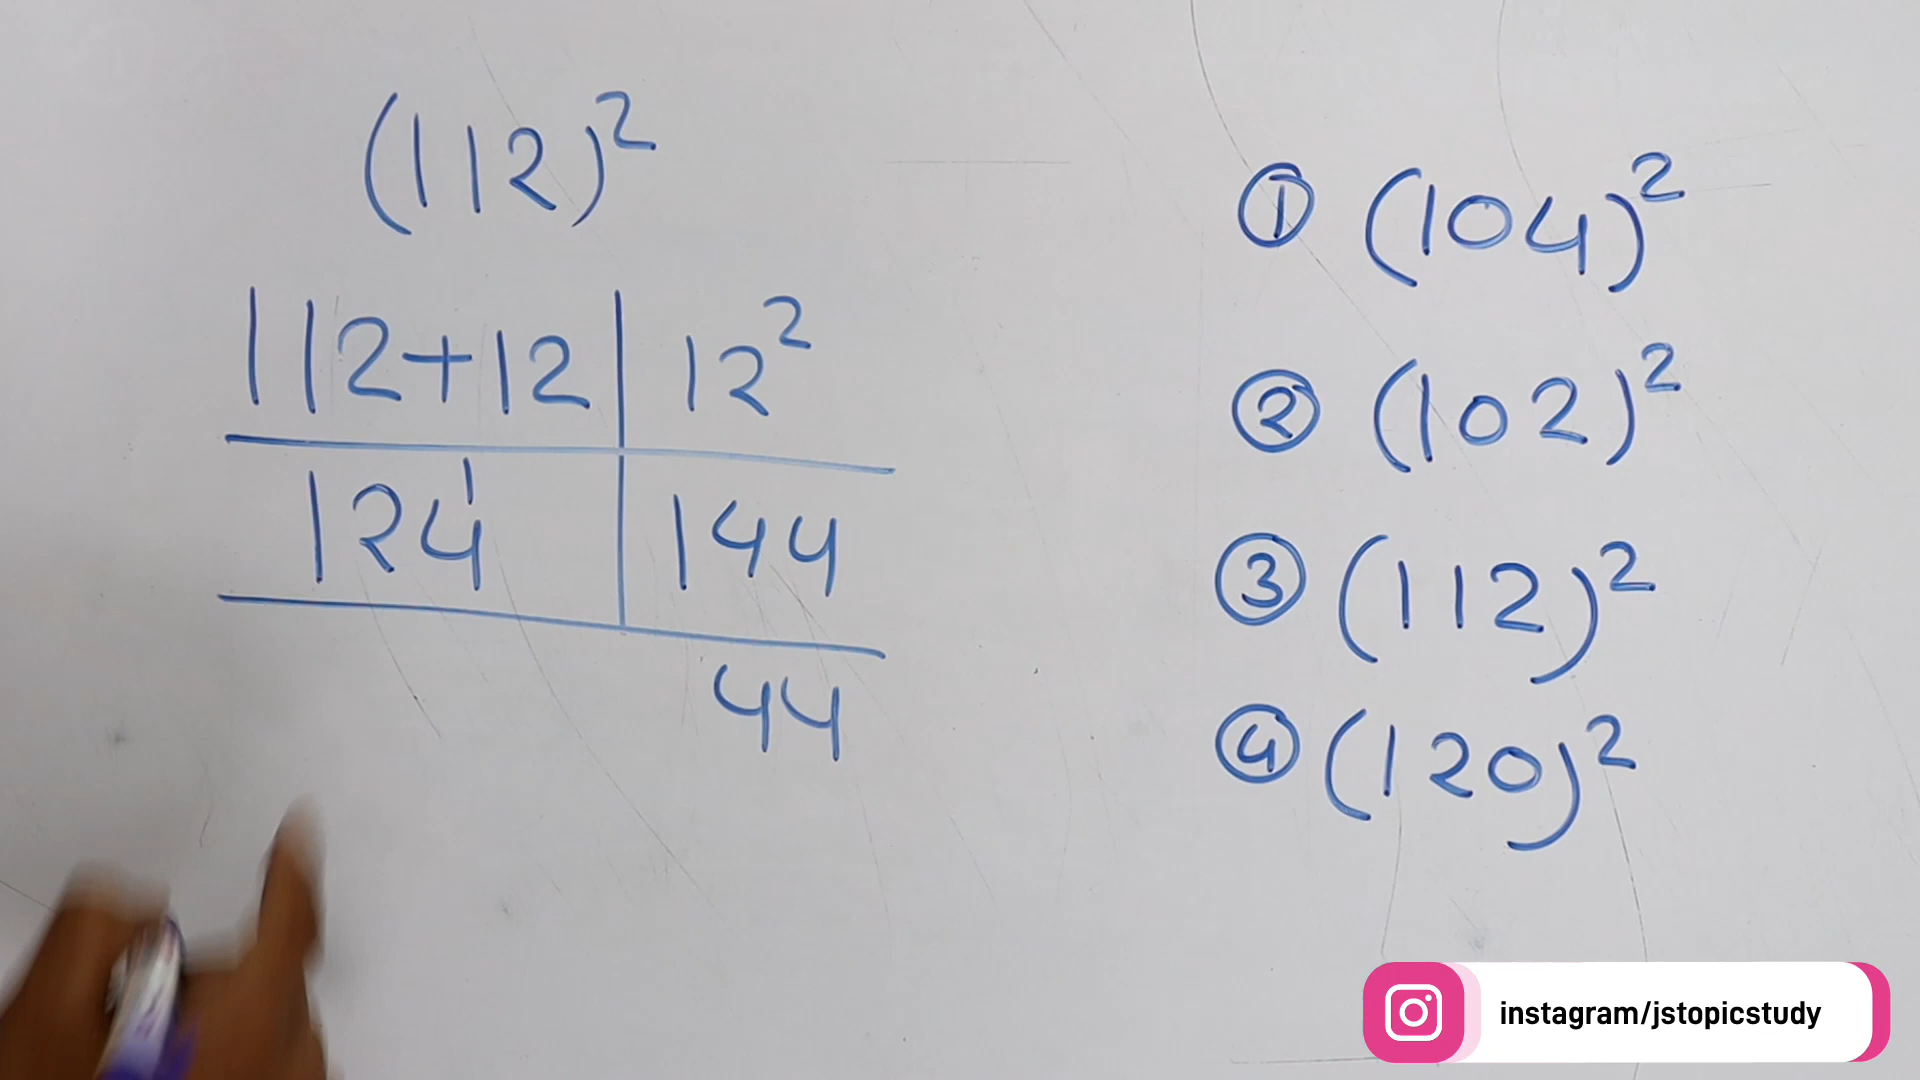 (112)²
112+12 | 12²
124¹ | 144
44
① (104)²
② (102)²
③ (112)²
④ (120)²
instagram/jstopicstudy